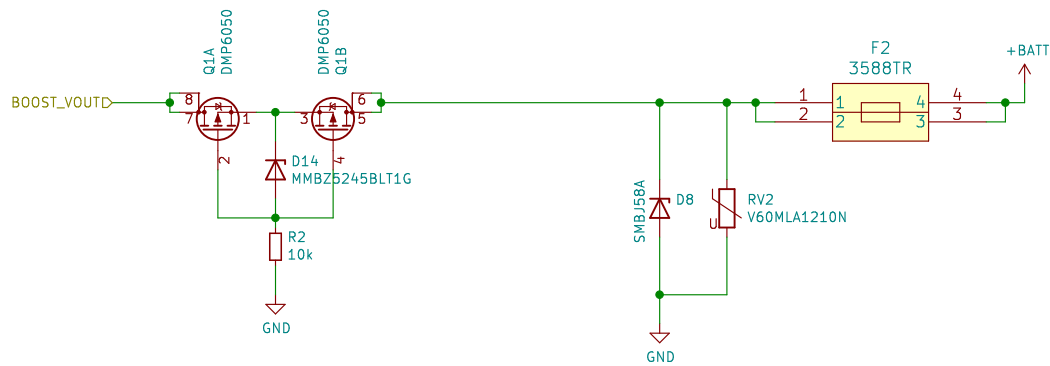 Q1A
DMP6050
DMP6050
Q1B
F2
3588TR
+BATT
BOOST_VOUT
8
7
1
2
3
6
5
4
1
2
1
2
4
3
4
3
D14
MMBZ5245BLT1G
SMBJ58A
D8
U
RV2
V60MLA1210N
R2
10k
GND
GND